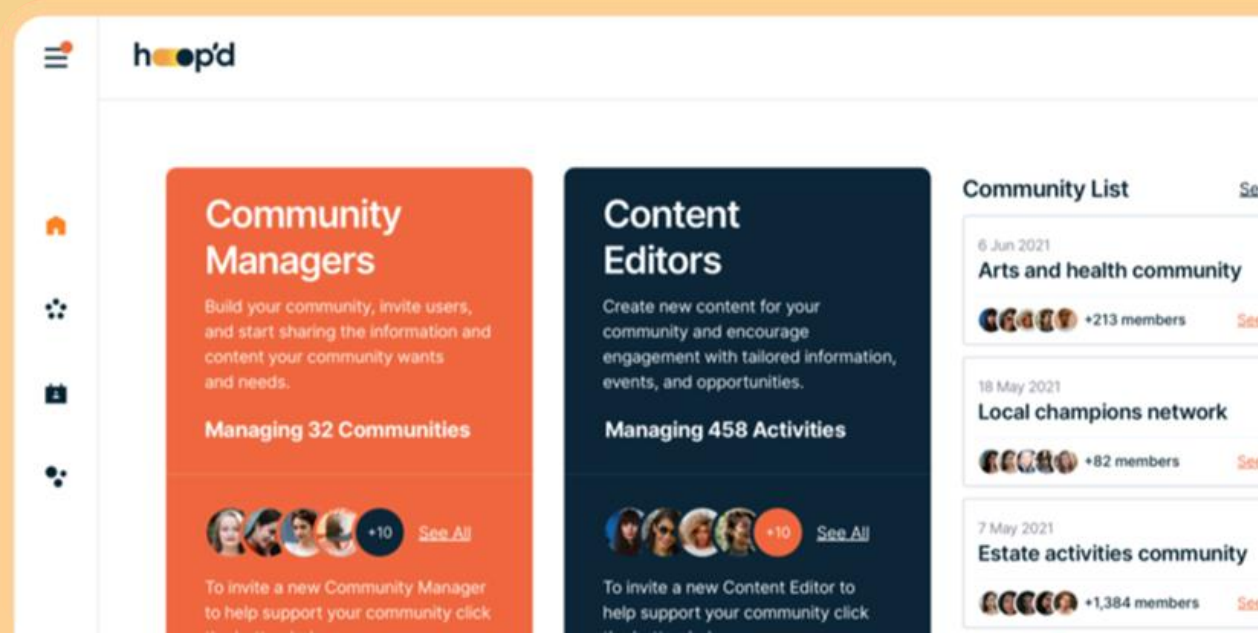 hoop'd
Community
Managers
Build your community, invite users,
and start sharing the information and
content your community wants
and needs.
Managing 32 Communities
+10 See All
To invite a new Community Manager
to help support your community click
Content
Editors
Create new content for your
community and encourage
engagement with tailored information,
events, and opportunities.
Managing 458 Activities
+10 See All
To invite a new Content Editor to
help support your community click
Community List
6 Jun 2021
Arts and health community
+213 members
18 May 2021
Local champions network
+82 members
7 May 2021
Estate activities community
+1,384 members